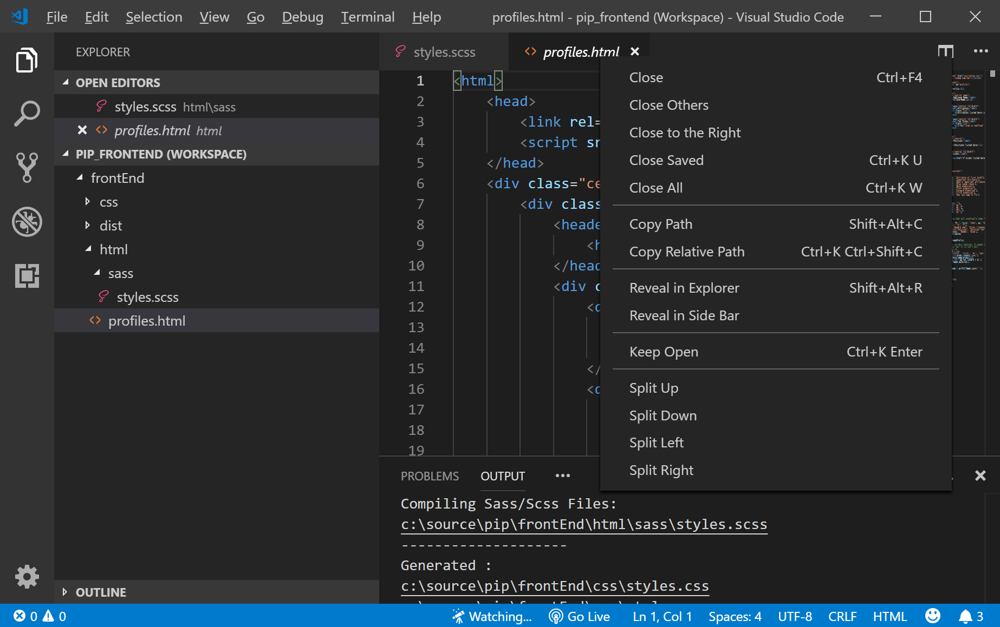 File Edit Selection View Go Debug Terminal Help profiles.html - pip_frontend (Workspace) - Visual Studio Code
EXPLORER
OPEN EDITORS
styles.scss html\sass
profiles.html html
PIP_FRONTEND (WORKSPACE)
frontEnd
css
dist
html
sass
styles.scss
profiles.html
OUTLINE
styles.scss
profiles.html
1 <html>
2 <head>
3 <link rel=
4 <script sr
5 </head>
6 <div class="ce
7 <div class
8 <heade
9 <h
10 </head
11 <div c
12 <d
13
14
15 </
16 <d
17
18
19
Close Ctrl+F4
Close Others
Close to the Right
Close Saved Ctrl+K U
Close All Ctrl+K W
Copy Path Shift+Alt+C
Copy Relative Path Ctrl+K Ctrl+Shift+C
Reveal in Explorer Shift+Alt+R
Reveal in Side Bar
Keep Open Ctrl+K Enter
Split Up
Split Down
Split Left
Split Right
PROBLEMS OUTPUT
Compiling Sass/Scss Files:
c:\source\pip\frontEnd\html\sass\styles.scss
--------------------
Generated :
c:\source\pip\frontEnd\css\styles.css
0 0 Watching... Go Live Ln 1, Col 1 Spaces: 4 UTF-8 CRLF HTML 3